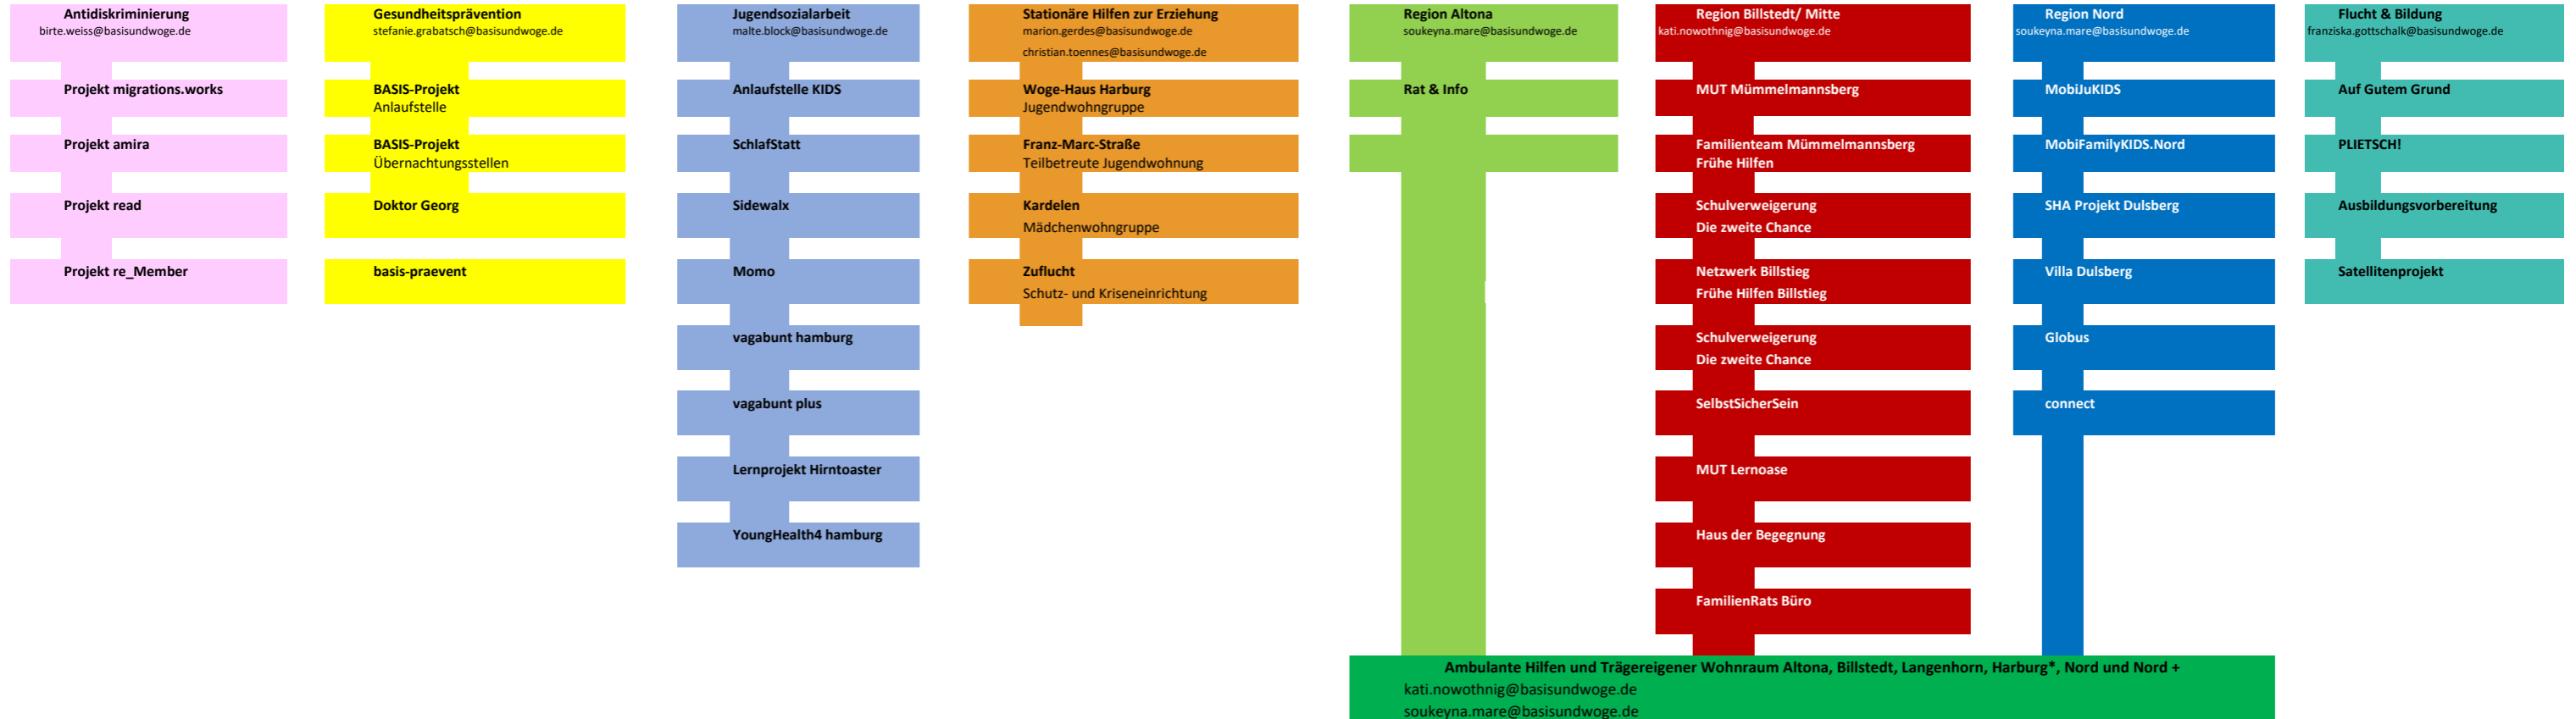 Antidiskriminierung
birte.weiss@basisundwoge.de
Projekt migrations.works
Projekt amira
Projekt read
Projekt re_Member
Gesundheitsprävention
stefanie.grabatsch@basisundwoge.de
BASIS-Projekt
Anlaufstelle
BASIS-Projekt
Übernachtungsstellen
Doktor Georg
basis-praevent
Jugendsozialarbeit
malte.block@basisundwoge.de
Anlaufstelle KIDS
SchlafStatt
Sidewalx
Momo
vagabunt hamburg
vagabunt plus
Lernprojekt Hirntoaster
YoungHealth4 hamburg
Stationäre Hilfen zur Erziehung
marion.gerdes@basisundwoge.de
christian.toennes@basisundwoge.de
Woge-Haus Harburg
Jugendwohngruppe
Franz-Marc-Straße
Teilbetreute Jugendwohnung
Kardelen
Mädchenwohngruppe
Zuflucht
Schutz- und Kriseneinrichtung
Region Altona
soukeyna.mare@basisundwoge.de
Rat & Info
Region Billstedt/ Mitte
kati.nowothnig@basisundwoge.de
MUT Mümmelmannsberg
Familienteam Mümmelmannsberg
Frühe Hilfen
Schulverweigerung
Die zweite Chance
Netzwerk Billstieg
Frühe Hilfen Billstieg
Schulverweigerung
Die zweite Chance
SelbstSicherSein
MUT Lernoase
Haus der Begegnung
FamilienRats Büro
Region Nord
soukeyna.mare@basisundwoge.de
MobiJuKIDS
MobiFamilyKIDS.Nord
SHA Projekt Dulsberg
Villa Dulsberg
Globus
connect
Flucht & Bildung
franziska.gottschalk@basisundwoge.de
Auf Gutem Grund
PLIETSCH!
Ausbildungsvorbereitung
Satellitenprojekt
Ambulante Hilfen und Trägereigener Wohnraum Altona, Billstedt, Langenhorn, Harburg*, Nord und Nord +
kati.nowothnig@basisundwoge.de
soukeyna.mare@basisundwoge.de